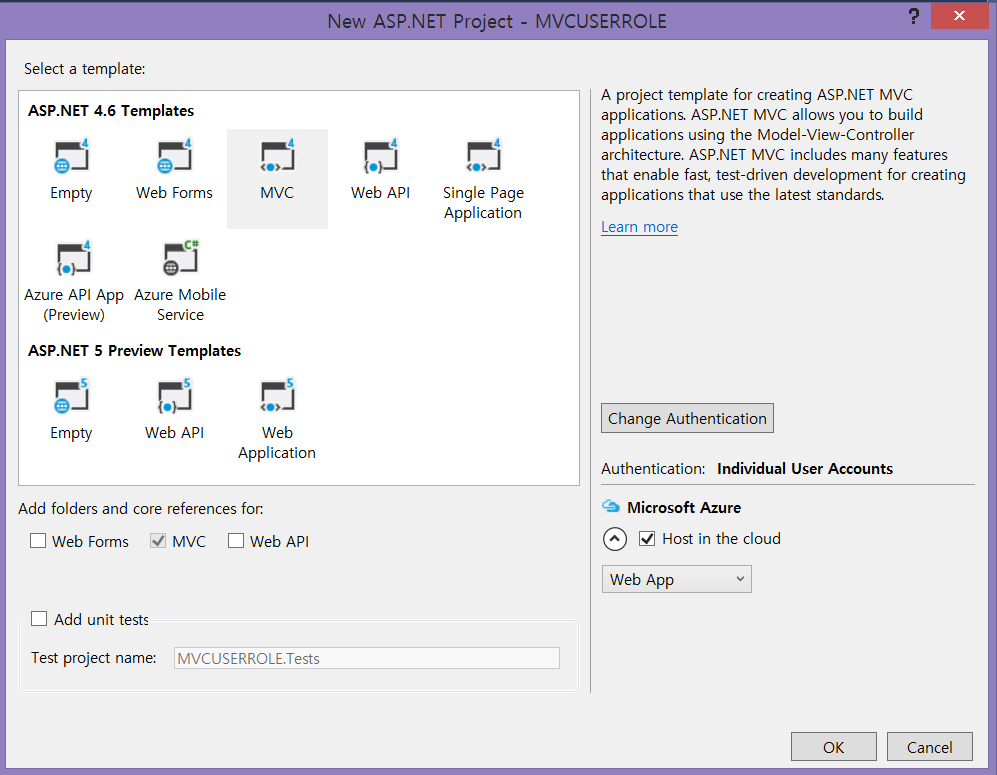 New ASP.NET Project - MVCUSERROLE
?
Select a template:
ASP.NET 4.6 Templates
4
4
4
4
4
Empty
Web Forms
MVC
Web API
Single Page
Application
4
C#
Azure API App
(Preview)
Azure Mobile
Service
ASP.NET 5 Preview Templates
5
5
5
Empty
Web API
Web
Application
A project template for creating ASP.NET MVC
applications. ASP.NET MVC allows you to build
applications using the Model-View-Controller
architecture. ASP.NET MVC includes many features
that enable fast, test-driven development for creating
applications that use the latest standards.
Learn more
Change Authentication
Authentication: Individual User Accounts
Microsoft Azure
Host in the cloud
Web App
Add folders and core references for:
Web Forms
MVC
Web API
Add unit tests
Test project name:
MVCUSERROLE.Tests
OK
Cancel